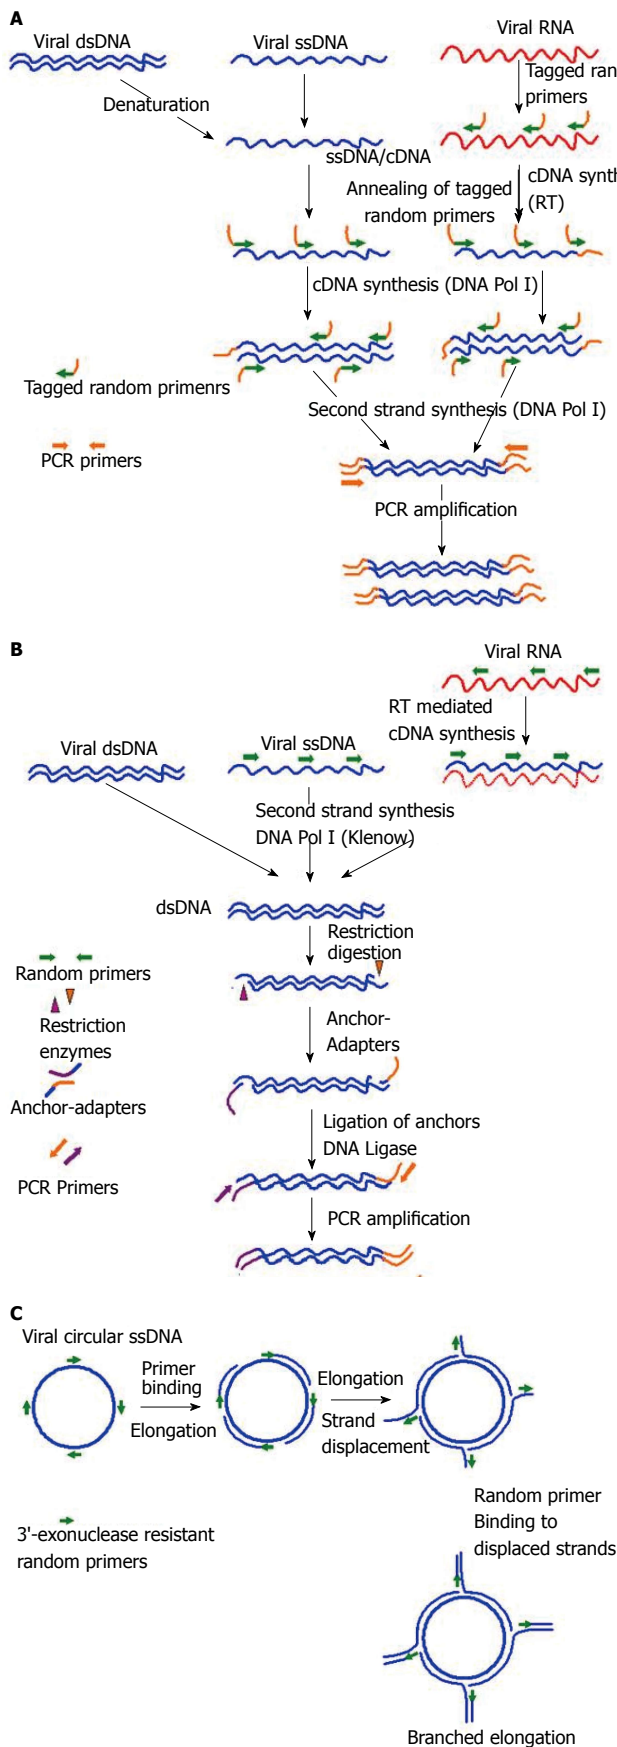 A
Viral dsDNA
Viral ssDNA
Viral RNA
Tagged ran
primers
Denaturation
ssDNA/cDNA
Annealing of tagged
random primers
cDNA synth
(RT)
cDNA synthesis (DNA Pol I)
Tagged random primenrs
Second strand synthesis (DNA Pol I)
PCR primers
PCR amplification
B
Viral RNA
RT mediated
cDNA synthesis
Viral dsDNA
Viral ssDNA
Second strand synthesis
DNA Pol I (Klenow)
dsDNA
Restriction
digestion
Random primers
Restriction
enzymes
Anchor-
Adapters
Anchor-adapters
Ligation of anchors
DNA Ligase
PCR Primers
PCR amplification
C
Viral circular ssDNA
Primer
binding
Elongation
Elongation
Strand
displacement
3'-exonuclease resistant
random primers
Random primer
Binding to
displaced strands
Branched elongation